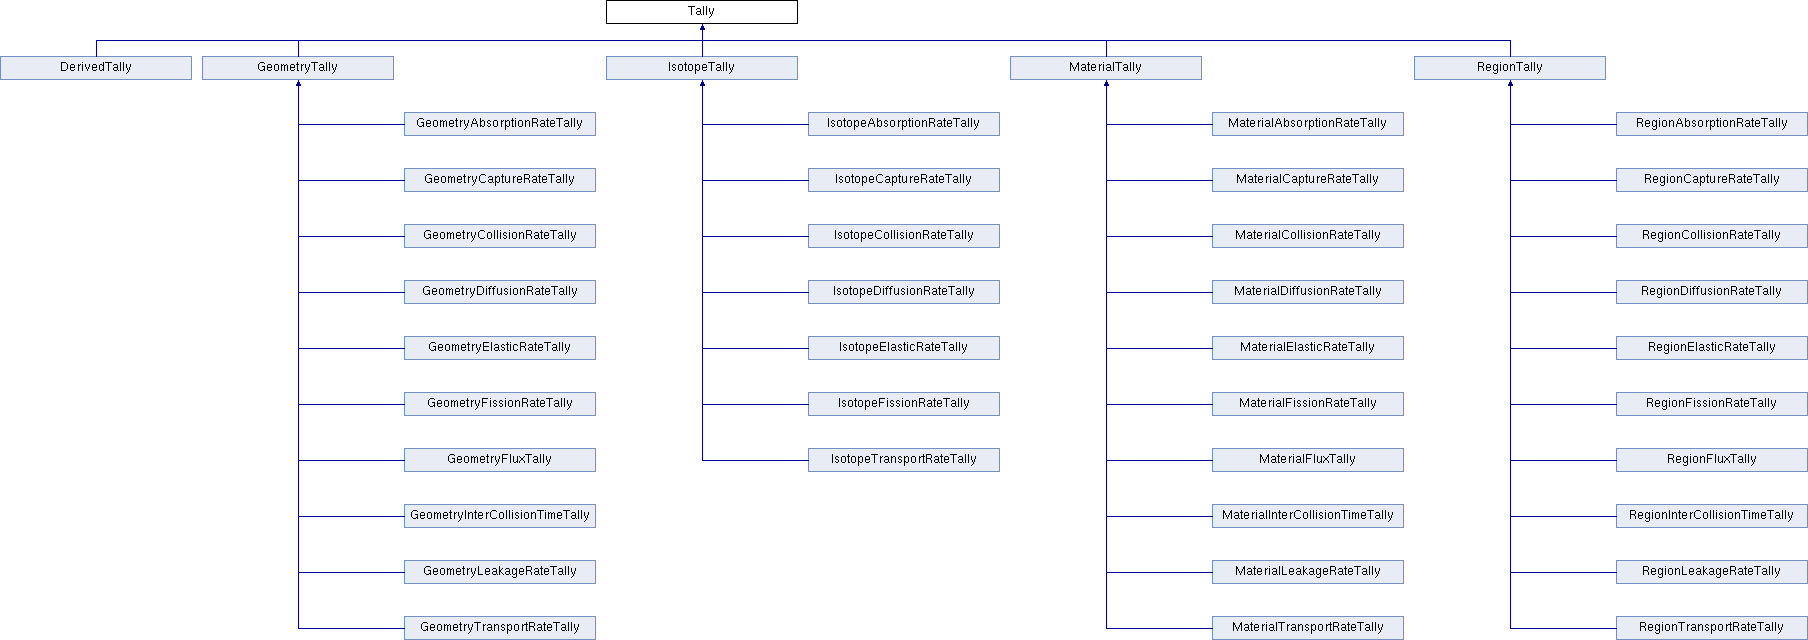 Tally
DerivedTally
GeometryTally
IsotopeTally
MaterialTally
RegionTally
GeometryAbsorptionRateTally
IsotopeAbsorptionRateTally
MaterialAbsorptionRateTally
RegionAbsorptionRateTally
GeometryCaptureRateTally
IsotopeCaptureRateTally
MaterialCaptureRateTally
RegionCaptureRateTally
GeometryCollisionRateTally
IsotopeCollisionRateTally
MaterialCollisionRateTally
RegionCollisionRateTally
GeometryDiffusionRateTally
IsotopeDiffusionRateTally
MaterialDiffusionRateTally
RegionDiffusionRateTally
GeometryElasticRateTally
IsotopeElasticRateTally
MaterialElasticRateTally
RegionElasticRateTally
GeometryFissionRateTally
IsotopeFissionRateTally
MaterialFissionRateTally
RegionFissionRateTally
GeometryFluxTally
IsotopeTransportRateTally
MaterialFluxTally
RegionFluxTally
GeometryInterCollisionTimeTally
MaterialInterCollisionTimeTally
RegionInterCollisionTimeTally
GeometryLeakageRateTally
MaterialLeakageRateTally
RegionLeakageRateTally
GeometryTransportRateTally
MaterialTransportRateTally
RegionTransportRateTally